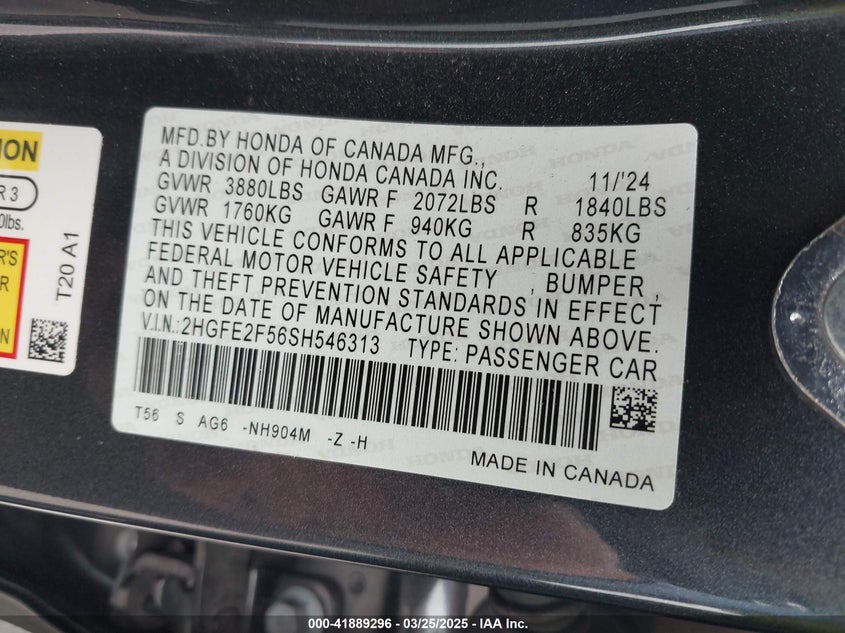 MFD.BY HONDA OF CANADA MFG.,
A DIVISION OF HONDA CANADA INC. 11/'24
GVWR 3880LBS GAWR F 2072LBS R 1840LBS
GVWR 1760KG GAWR F 940KG R 835KG
THIS VEHICLE CONFORMS TO ALL APPLICABLE
FEDERAL MOTOR VEHICLE SAFETY , BUMPER ,
AND THEFT PREVENTION STANDARDS IN EFFECT
ON THE DATE OF MANUFACTURE SHOWN ABOVE.
V.I.N.:2HGFE2F56SH546313 TYPE: PASSENGER CAR
T56 S AG6 -NH904M -Z -H
MADE IN CANADA
ION
R 3
0lbs.
R'S
R
T20 A1
000-41889296 - 03/25/2025 - IAA Inc.